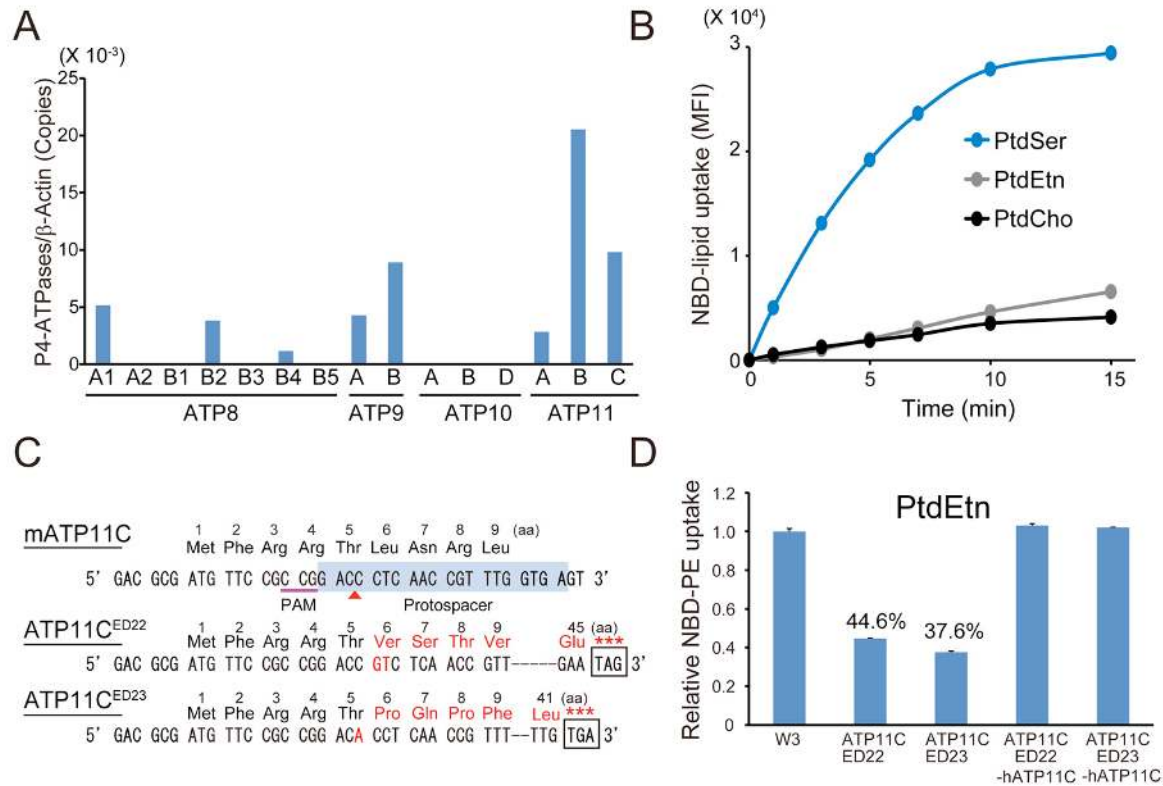 A
(X 10-3)
P4-ATPases/β-Actin (Copies)
25
20
15
10
5
0
A1 A2 B1 B2 B3 B4 B5 A B A B D A B C
ATP8 ATP9 ATP10 ATP11
B
(X 10⁴)
NBD-lipid uptake (MFI)
3
2
1
0
PtdSer
PtdEtn
PtdCho
0 5 10 15
Time (min)
C
mATP11C
1 2 3 4 5 6 7 8 9 (aa)
Met Phe Arg Arg Thr Leu Asn Arg Leu
5' GAC GCG ATG TTC CGC CGG ACC CTC AAC CGT TTG GTG AGT 3'
PAM Protospacer
ATP11C ED22
1 2 3 4 5 6 7 8 9 45 (aa)
Met Phe Arg Arg Thr Ver Ser Thr Ver Glu ***
5' GAC GCG ATG TTC CGC CGG ACC GTC TCA ACC GTT-----GAA TAG 3'
ATP11C ED23
1 2 3 4 5 6 7 8 9 41 (aa)
Met Phe Arg Arg Thr Pro Gln Pro Phe Leu ***
5' GAC GCG ATG TTC CGC CGG ACA CCT CAA CCG TTT---TTG TGA 3'
D
PtdEtn
Relative NBD-PE uptake
1.2
1.0
0.8
0.6
0.4
0.2
0
44.6%
37.6%
W3 ATP11C ATP11C ATP11C ATP11C
ED22 ED23 ED22 ED23
-hATP11C -hATP11C